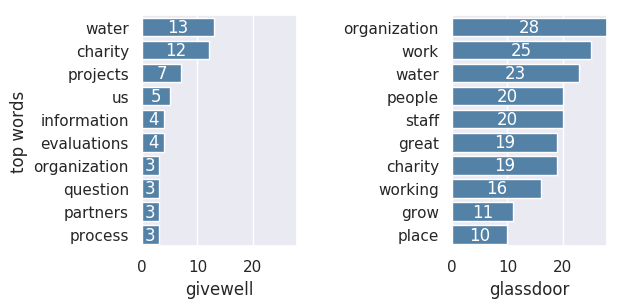 top words
water 13
charity 12
projects 7
us 5
information 4
evaluations 4
organization 3
question 3
partners 3
process 3
0 10 20
givewell
organization 28
work 25
water 23
people 20
staff 20
great 19
charity 19
working 16
grow 11
place 10
0 10 20
glassdoor